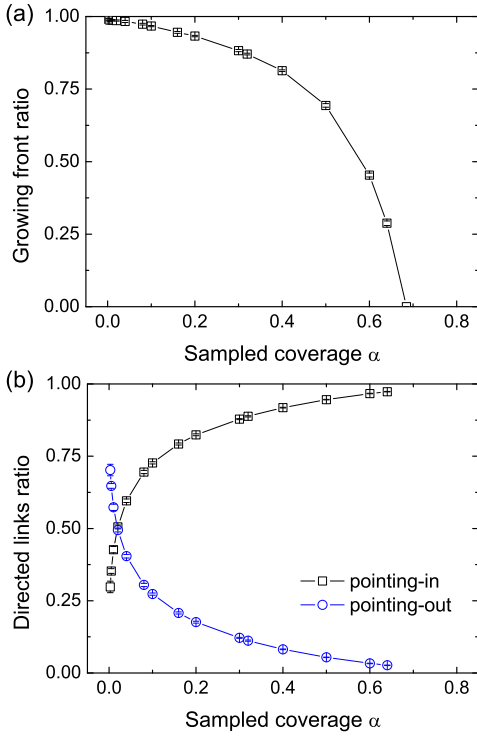 (a)
1.00
0.75
0.50
0.25
0.00
Growing front ratio
0.0 0.2 0.4 0.6 0.8
Sampled coverage α
(b)
1.00
0.75
0.50
0.25
0.00
Directed links ratio
pointing-in
pointing-out
0.0 0.2 0.4 0.6 0.8
Sampled coverage α